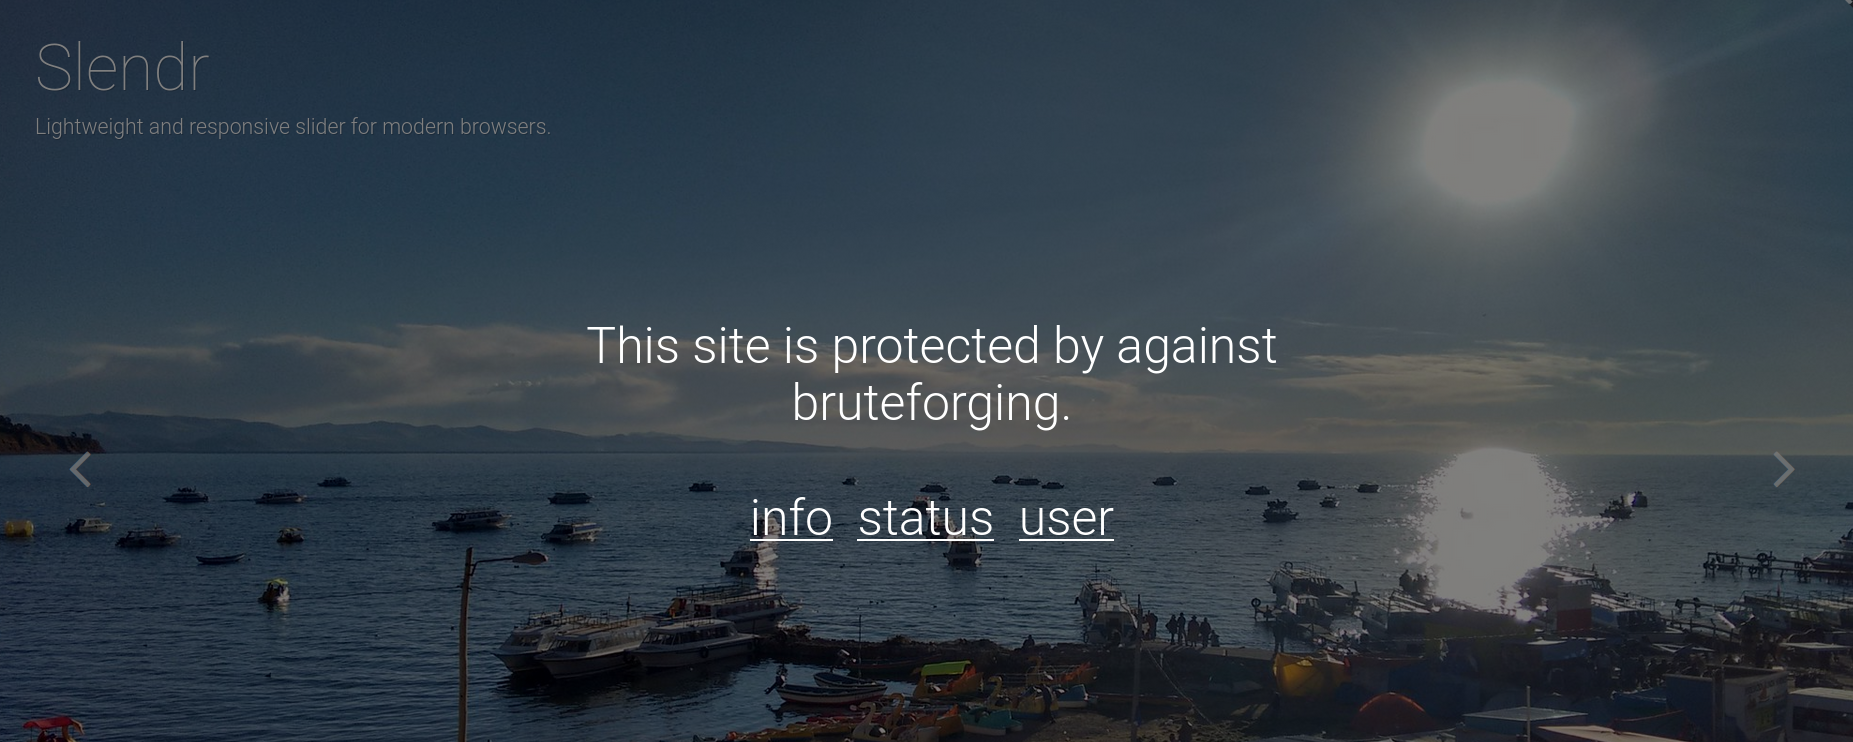 Slendr
Lightweight and responsive slider for modern browsers.
This site is protected by against
bruteforging.
info status user